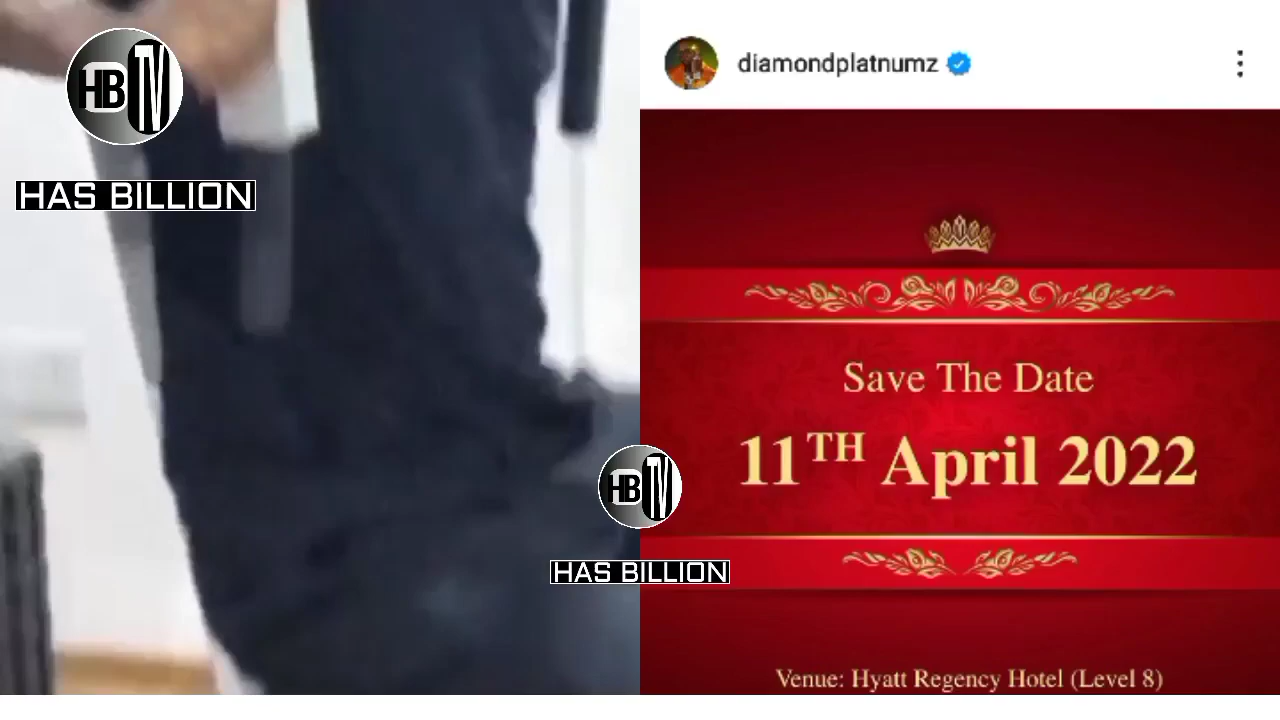 HB TV
HAS BILLION
diamondplatnumz
Save The Date
11TH April 2022
HB TV
HAS BILLION
Venue: Hyatt Regency Hotel (Level 8)